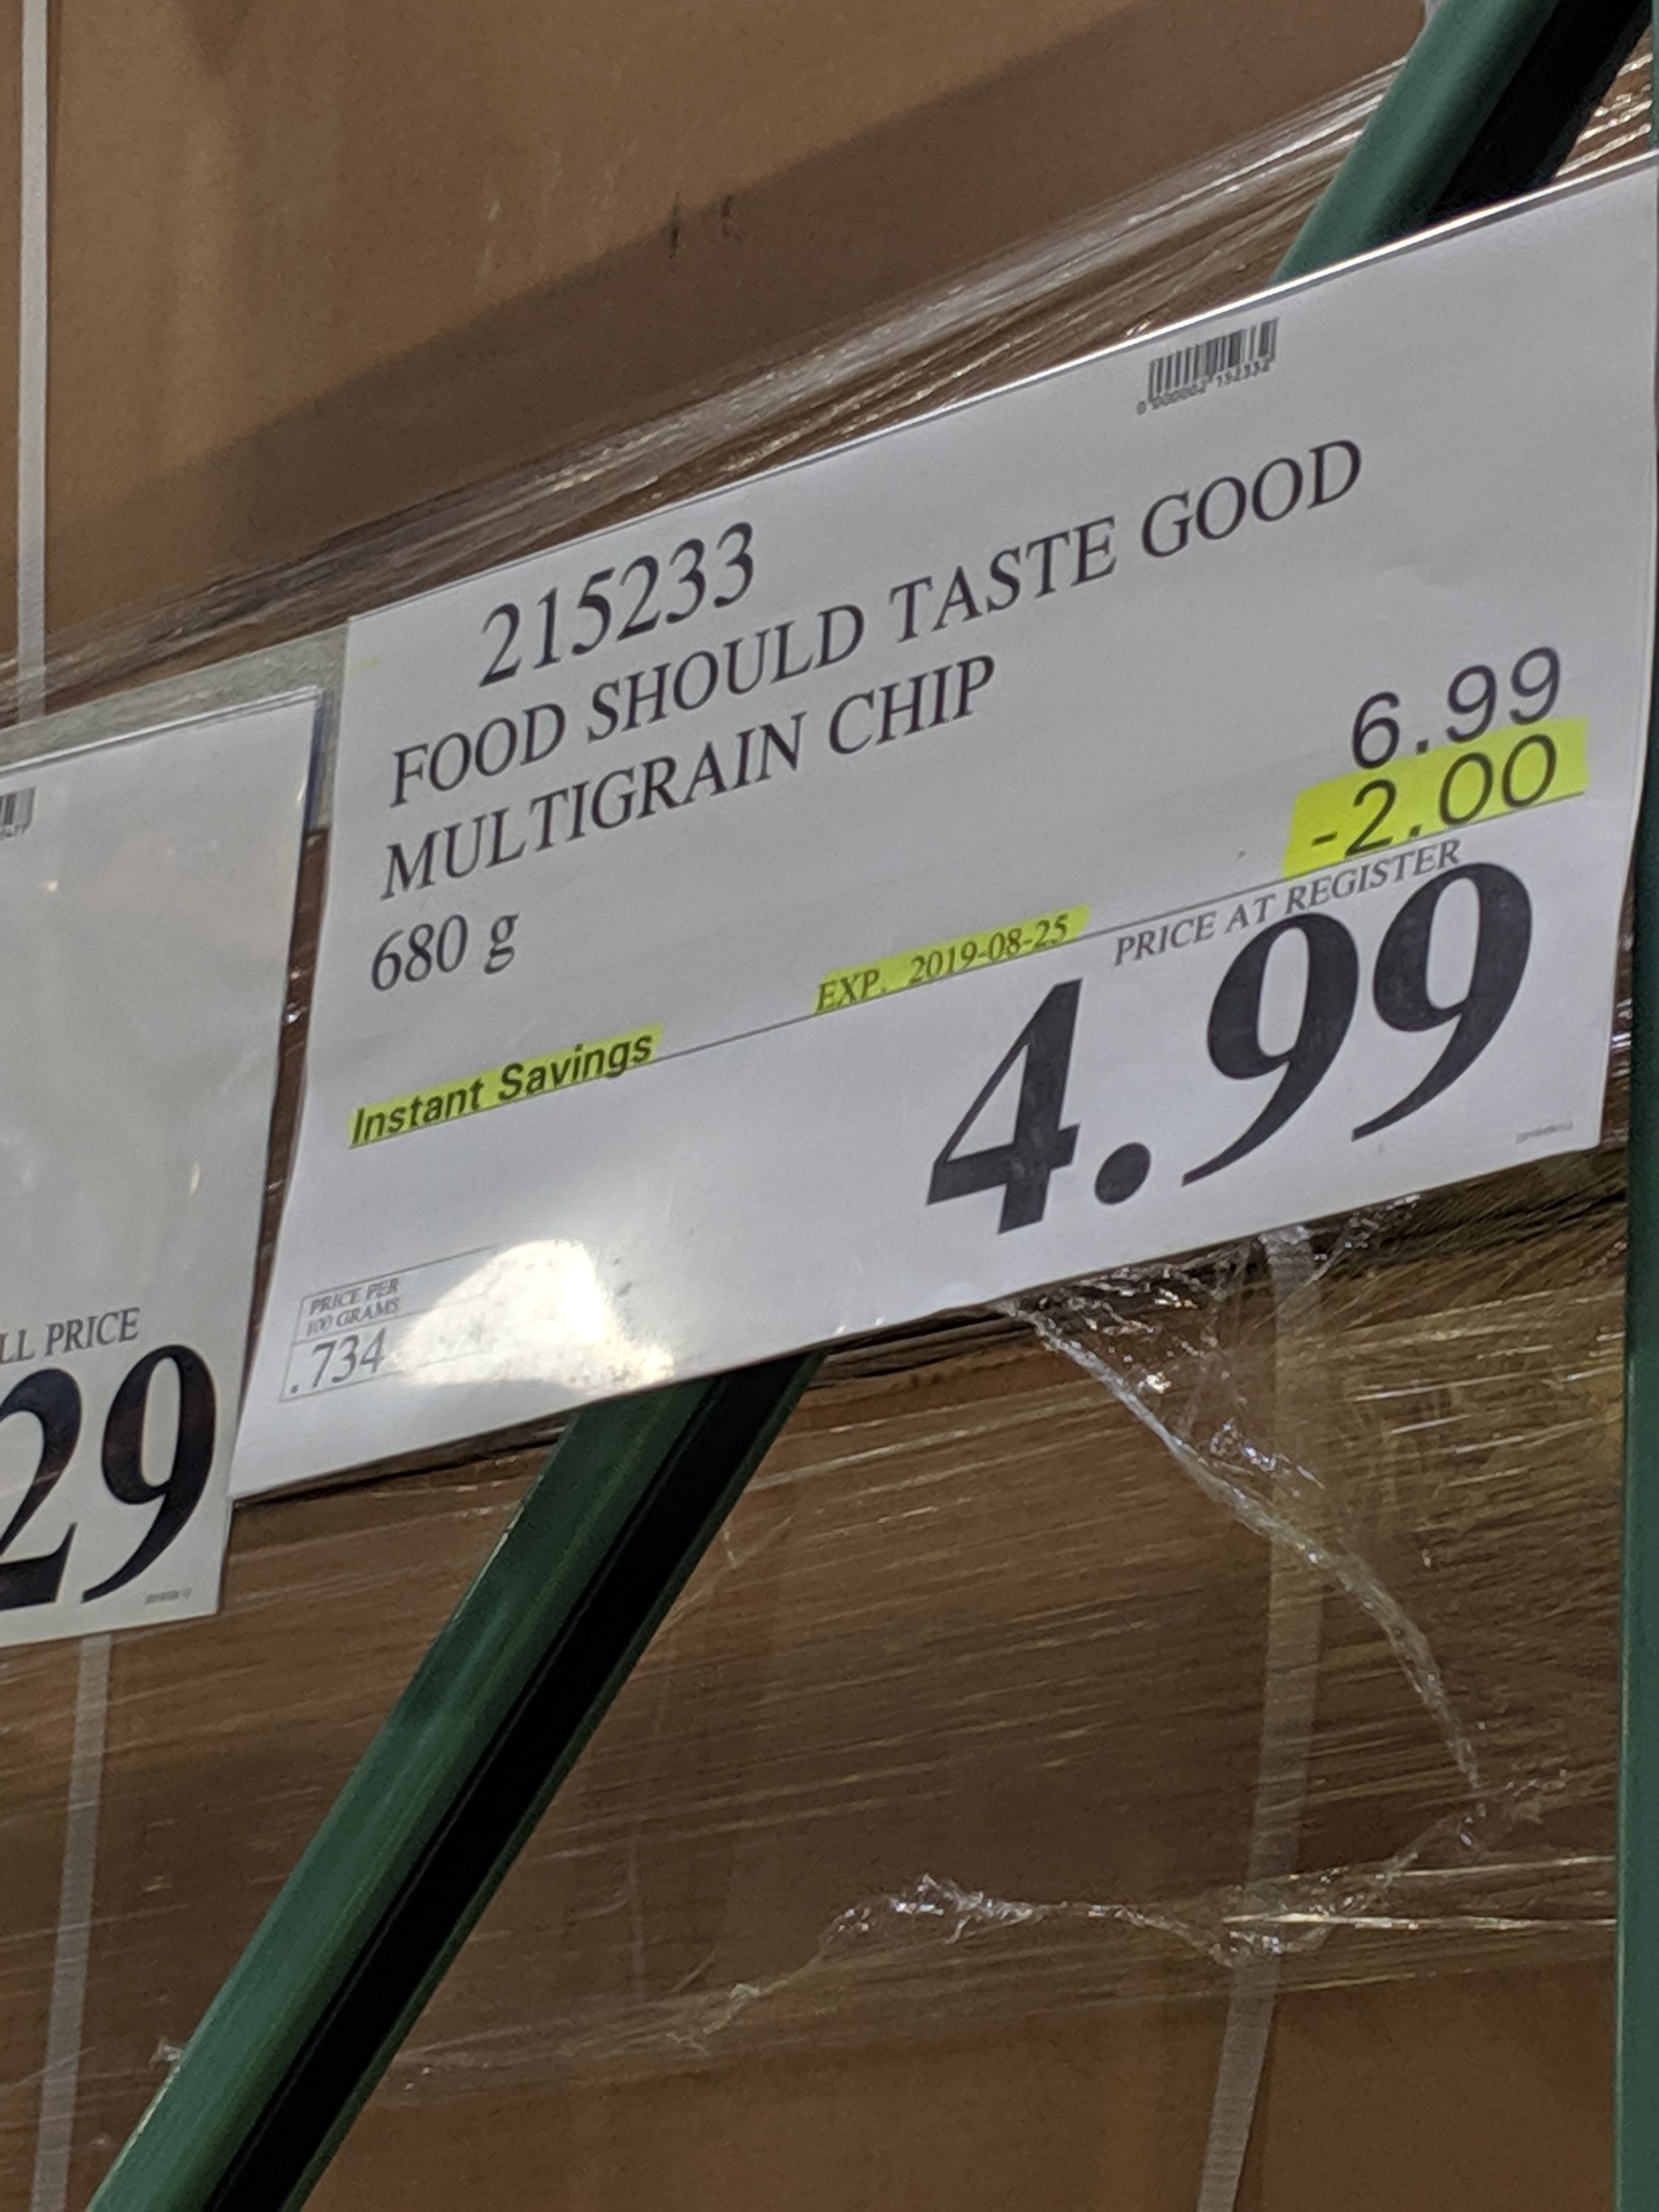 215233
FOOD SHOULD TASTE GOOD
MULTIGRAIN CHIP
680 g
6.99
-2.00
EXP. 2019-08-25
PRICE AT REGISTER
Instant Savings
4.99
PRICE PER
100 GRAMS
.734
LL PRICE
29